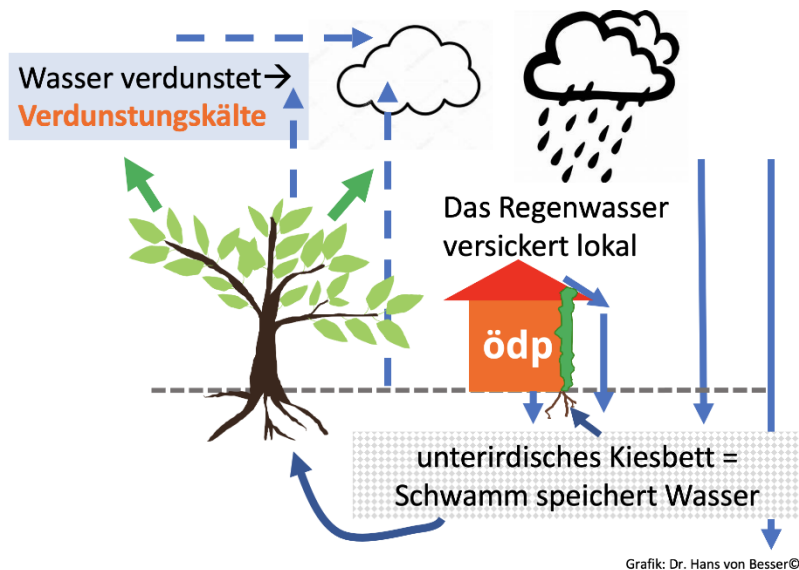 Wasser verdunstet→
Verdunstungskälte
Das Regenwasser
versickert lokal
ödp
unterirdisches Kiesbett =
Schwamm speichert Wasser
Grafik: Dr. Hans von Besser©